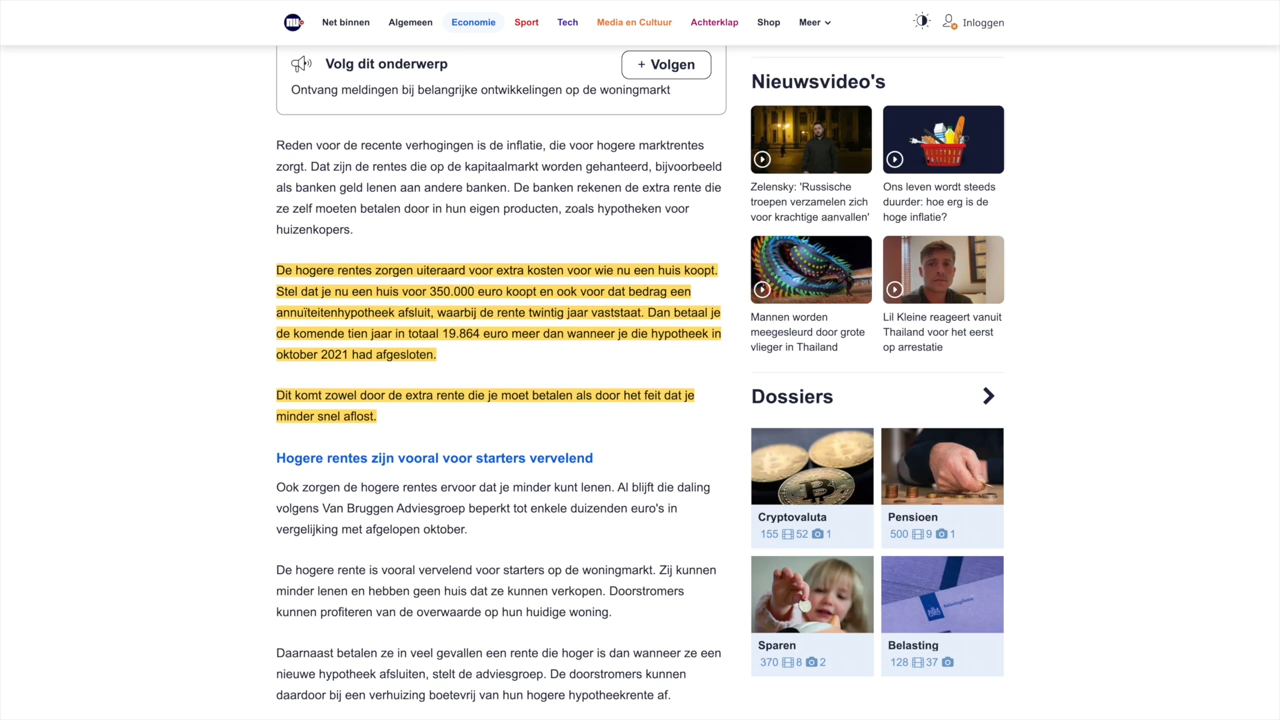 nu
Net binnen
Algemeen
Economie
Sport
Tech
Media en Cultuur
Achterklap
Shop
Meer
Inloggen
Volg dit onderwerp
+ Volgen
Ontvang meldingen bij belangrijke ontwikkelingen op de woningmarkt
Reden voor de recente verhogingen is de inflatie, die voor hogere marktrentes
zorgt. Dat zijn de rentes die op de kapitaalmarkt worden gehanteerd, bijvoorbeeld
als banken geld lenen aan andere banken. De banken rekenen de extra rente die
ze zelf moeten betalen door in hun eigen producten, zoals hypotheken voor
huizenkopers.
De hogere rentes zorgen uiteraard voor extra kosten voor wie nu een huis koopt.
Stel dat je nu een huis voor 350.000 euro koopt en ook voor dat bedrag een
annuïteitenhypotheek afsluit, waarbij de rente twintig jaar vaststaat. Dan betaal je
de komende tien jaar in totaal 19.864 euro meer dan wanneer je die hypotheek in
oktober 2021 had afgesloten.
Dit komt zowel door de extra rente die je moet betalen als door het feit dat je
minder snel aflost.
Hogere rentes zijn vooral voor starters vervelend
Ook zorgen de hogere rentes ervoor dat je minder kunt lenen. Al blijft die daling
volgens Van Bruggen Adviesgroep beperkt tot enkele duizenden euro's in
vergelijking met afgelopen oktober.
De hogere rente is vooral vervelend voor starters op de woningmarkt. Zij kunnen
minder lenen en hebben geen huis dat ze kunnen verkopen. Doorstromers
kunnen profiteren van de overwaarde op hun huidige woning.
Daarnaast betalen ze in veel gevallen een rente die hoger is dan wanneer ze een
nieuwe hypotheek afsluiten, stelt de adviesgroep. De doorstromers kunnen
daardoor bij een verhuizing boetevrij van hun hogere hypotheekrente af.
Nieuwsvideo's
Zelensky: 'Russische
troepen verzamelen zich
voor krachtige aanvallen'
Ons leven wordt steeds
duurder: hoe erg is de
hoge inflatie?
Mannen worden
meegesleurd door grote
vlieger in Thailand
Lil Kleine reageert vanuit
Thailand voor het eerst
op arrestatie
Dossiers
Cryptovaluta
155 52 1
Pensioen
500 9 1
Sparen
370 8 2
Belasting
128 37